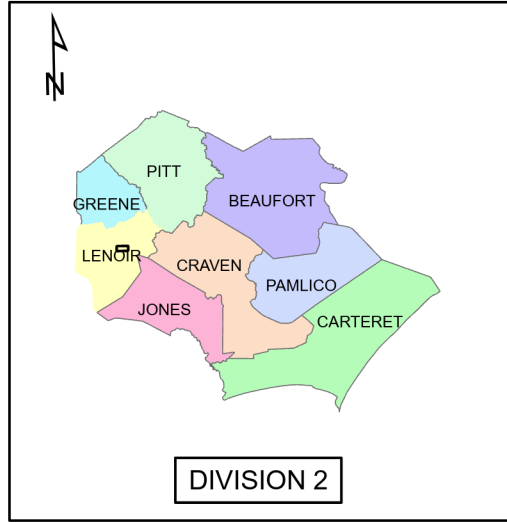 N
PITT
GREENE
BEAUFORT
LENOIR
CRAVEN
PAMLICO
JONES
CARTERET
DIVISION 2